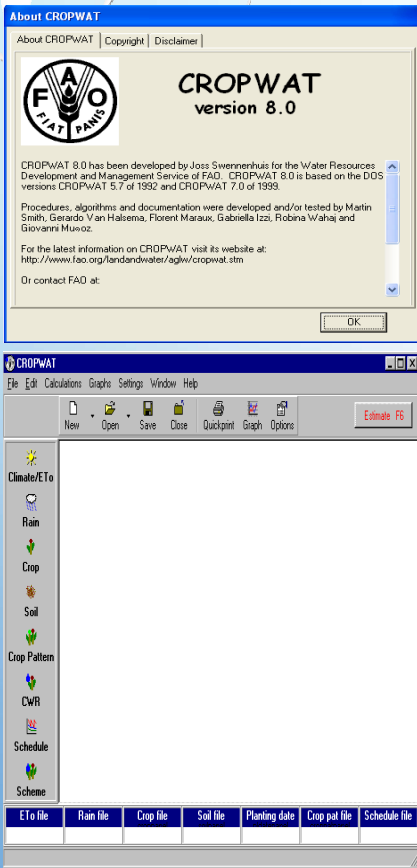 About CROPWAT
About CROPWAT Copyright Disclaimer
FAO
FIAT PANIS
CROPWAT
version 8.0
CROPWAT 8.0 has been developed by Joss Swennenhuis for the Water Resources
Development and Management Service of FAO. CROPWAT 8.0 is based on the DOS
versions CROPWAT 5.7 of 1992 and CROPWAT 7.0 of 1999.
Procedures, algorithms and documentation were developed and/or tested by Martin
Smith, Gerardo Van Halsema, Florent Maraux, Gabriella Izzi, Robina Wahaj and
Giovanni Mu»oz.
For the latest information on CROPWAT visit its website at:
http://www.fao.org/landandwater/aglw/cropwat.stm
Or contact FAO at:
OK
CROPWAT
File Edit Calculations Graphs Settings Window Help
New Open Save Close Quickprint Graph Options Estimate F6
Climate/ETo
Rain
Crop
Soil
Crop Pattern
CWR
Schedule
Scheme
ETo file Rain file Crop file Soil file Planting date Crop pat file Schedule file